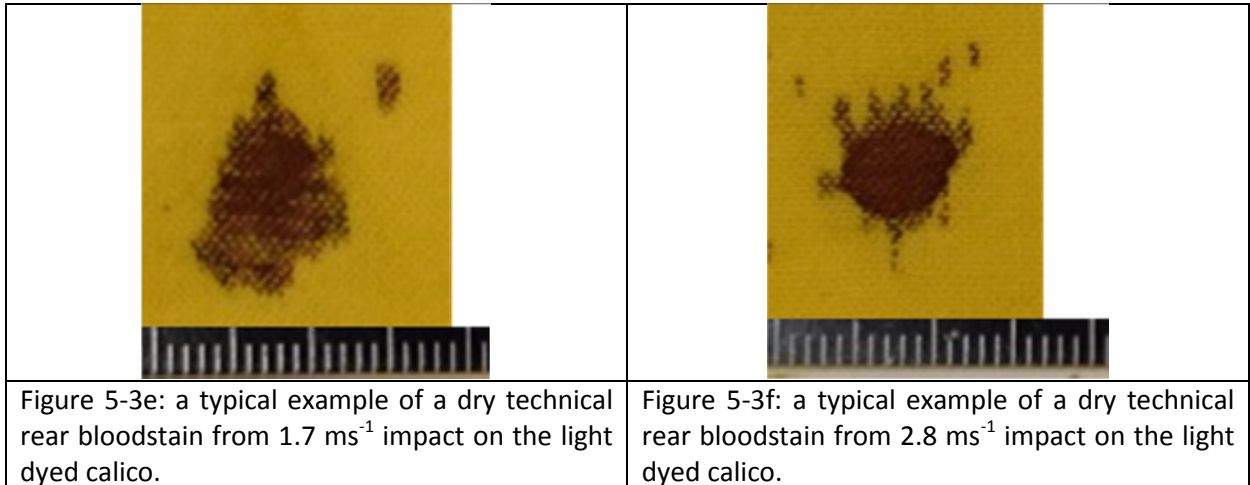 Figure 5-3e: a typical example of a dry technical
rear bloodstain from 1.7 ms⁻¹ impact on the light
dyed calico.
Figure 5-3f: a typical example of a dry technical
rear bloodstain from 2.8 ms⁻¹ impact on the light
dyed calico.